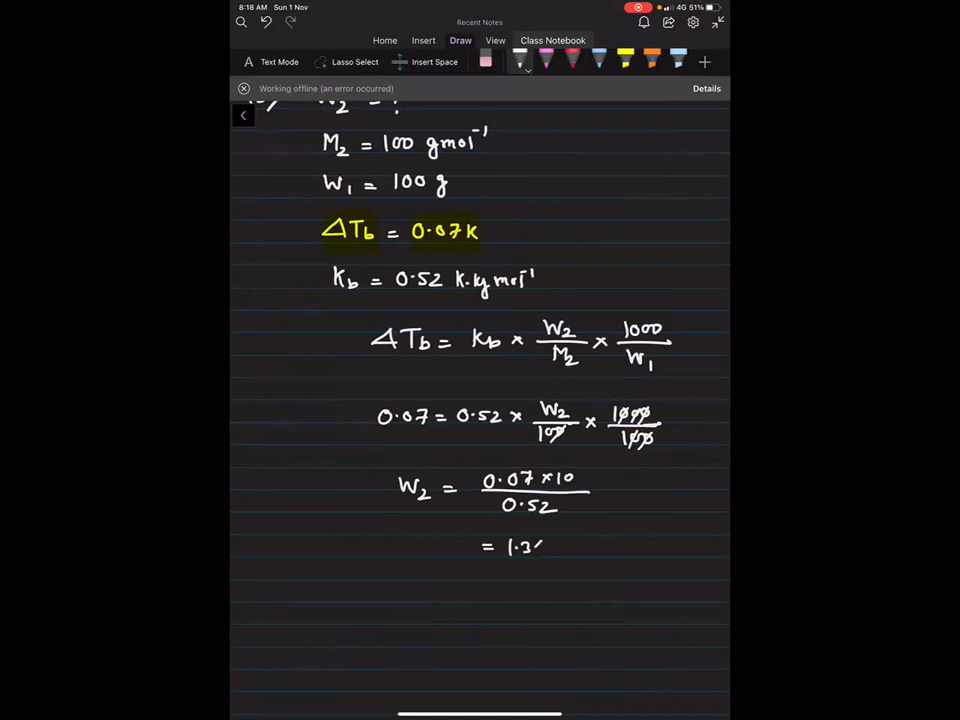 8:18 AM Sun 1 Nov 4G 51%
Recent Notes
Home Insert Draw View Class Notebook
Text Mode Lasso Select Insert Space
Working offline (an error occurred) Details
W₂ = ?
M₂ = 100 gmol⁻¹
W₁ = 100 g
ΔTb = 0.07K
Kb = 0.52 K.kg mol⁻¹
ΔTb = Kb × W₂/M₂ × 1000/W₁
0.07 = 0.52 × W₂/100 × 1000/100
W₂ = 0.07 × 10/0.52
= 1.3